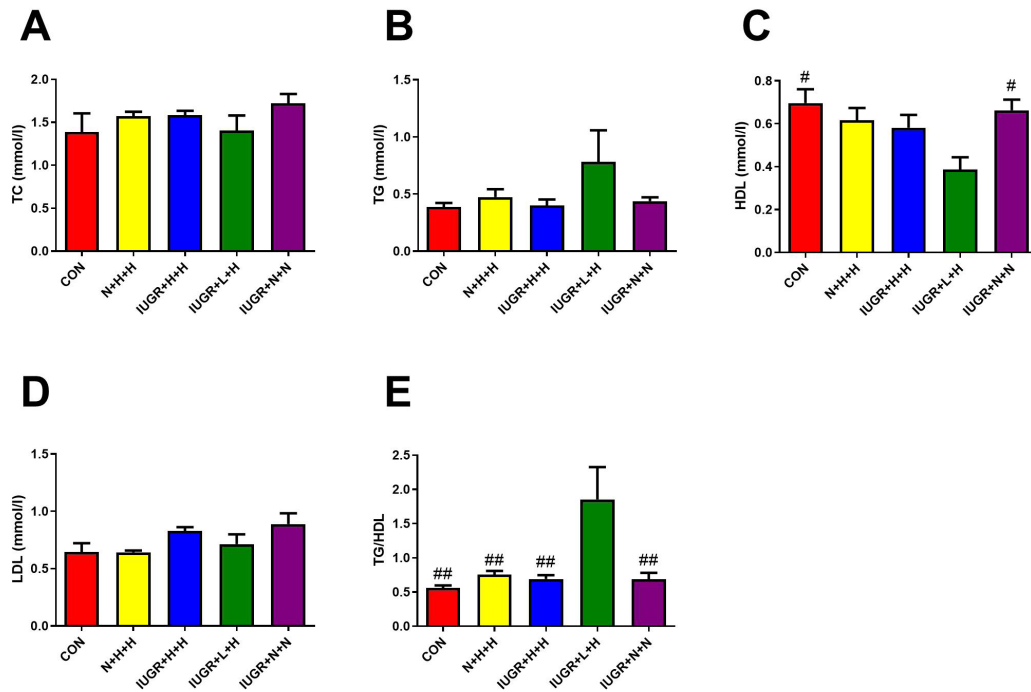 A
TC (mmol/l)
2.0
1.5
1.0
0.5
0.0
CON
N+H+H
IUGR+H+H
IUGR+L+H
IUGR+N+N
B
TG (mmol/l)
1.5
1.0
0.5
0.0
CON
N+H+H
IUGR+H+H
IUGR+L+H
IUGR+N+N
C
HDL (mmol/l)
0.8
0.6
0.4
0.2
0.0
#
#
CON
N+H+H
IUGR+H+H
IUGR+L+H
IUGR+N+N
D
LDL (mmol/l)
1.5
1.0
0.5
0.0
CON
N+H+H
IUGR+H+H
IUGR+L+H
IUGR+N+N
E
TG/HDL
2.5
2.0
1.5
1.0
0.5
0.0
##
##
##
##
CON
N+H+H
IUGR+H+H
IUGR+L+H
IUGR+N+N